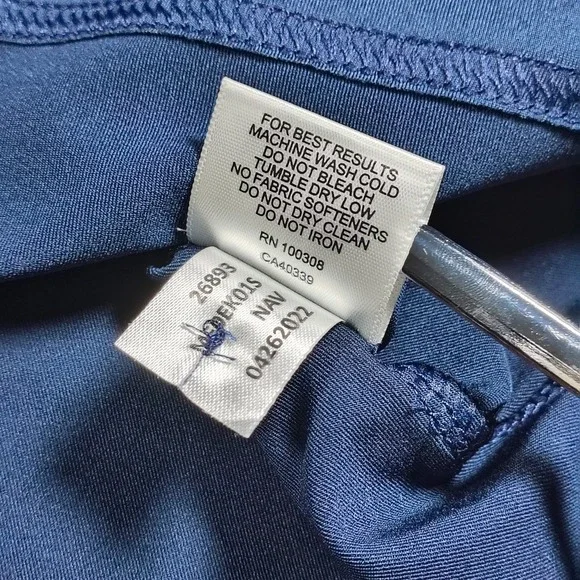 FOR BEST RESULTS
MACHINE WASH COLD
DO NOT BLEACH
TUMBLE DRY LOW
NO FABRIC SOFTENERS
DO NOT DRY CLEAN
DO NOT IRON
RN 100308
CA40339
26893
NAV
04262022